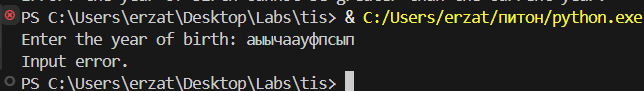 PS C:\Users\erzat\Desktop\Labs\tis> & C:/Users/erzat/питон/python.exe
Enter the year of birth: аыычаауфпсып
Input error.
PS C:\Users\erzat\Desktop\Labs\tis>